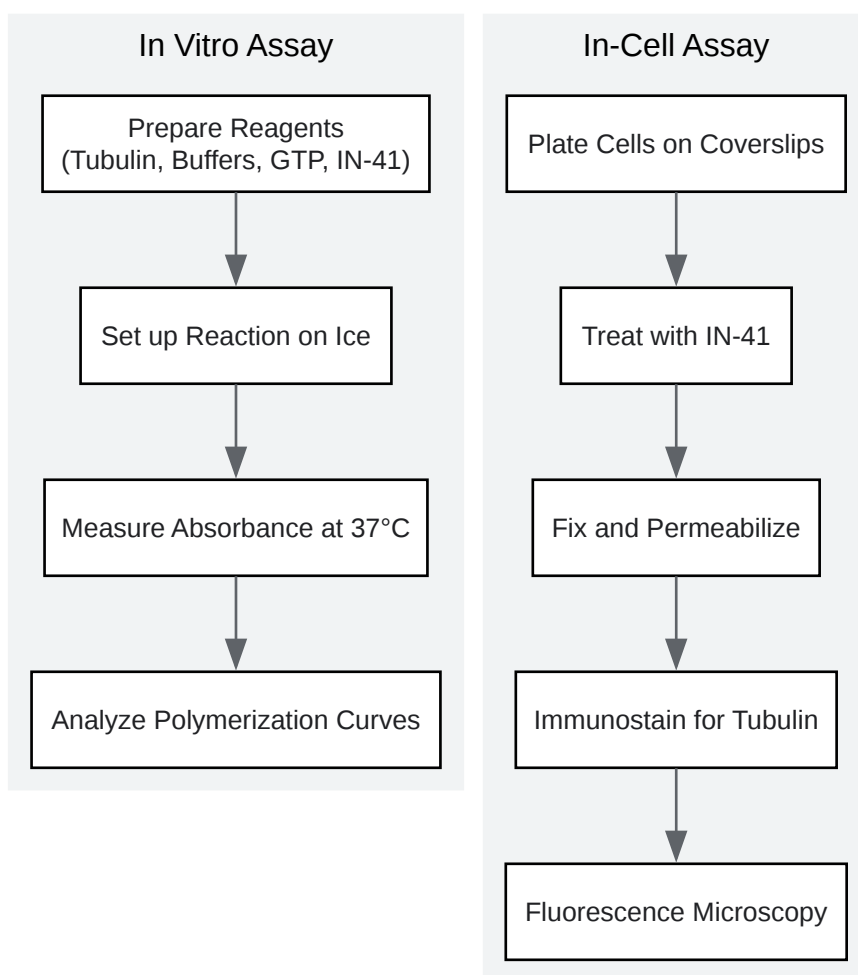 In Vitro Assay
Prepare Reagents
(Tubulin, Buffers, GTP, IN-41)
Set up Reaction on Ice
Measure Absorbance at 37°C
Analyze Polymerization Curves
In-Cell Assay
Plate Cells on Coverslips
Treat with IN-41
Fix and Permeabilize
Immunostain for Tubulin
Fluorescence Microscopy